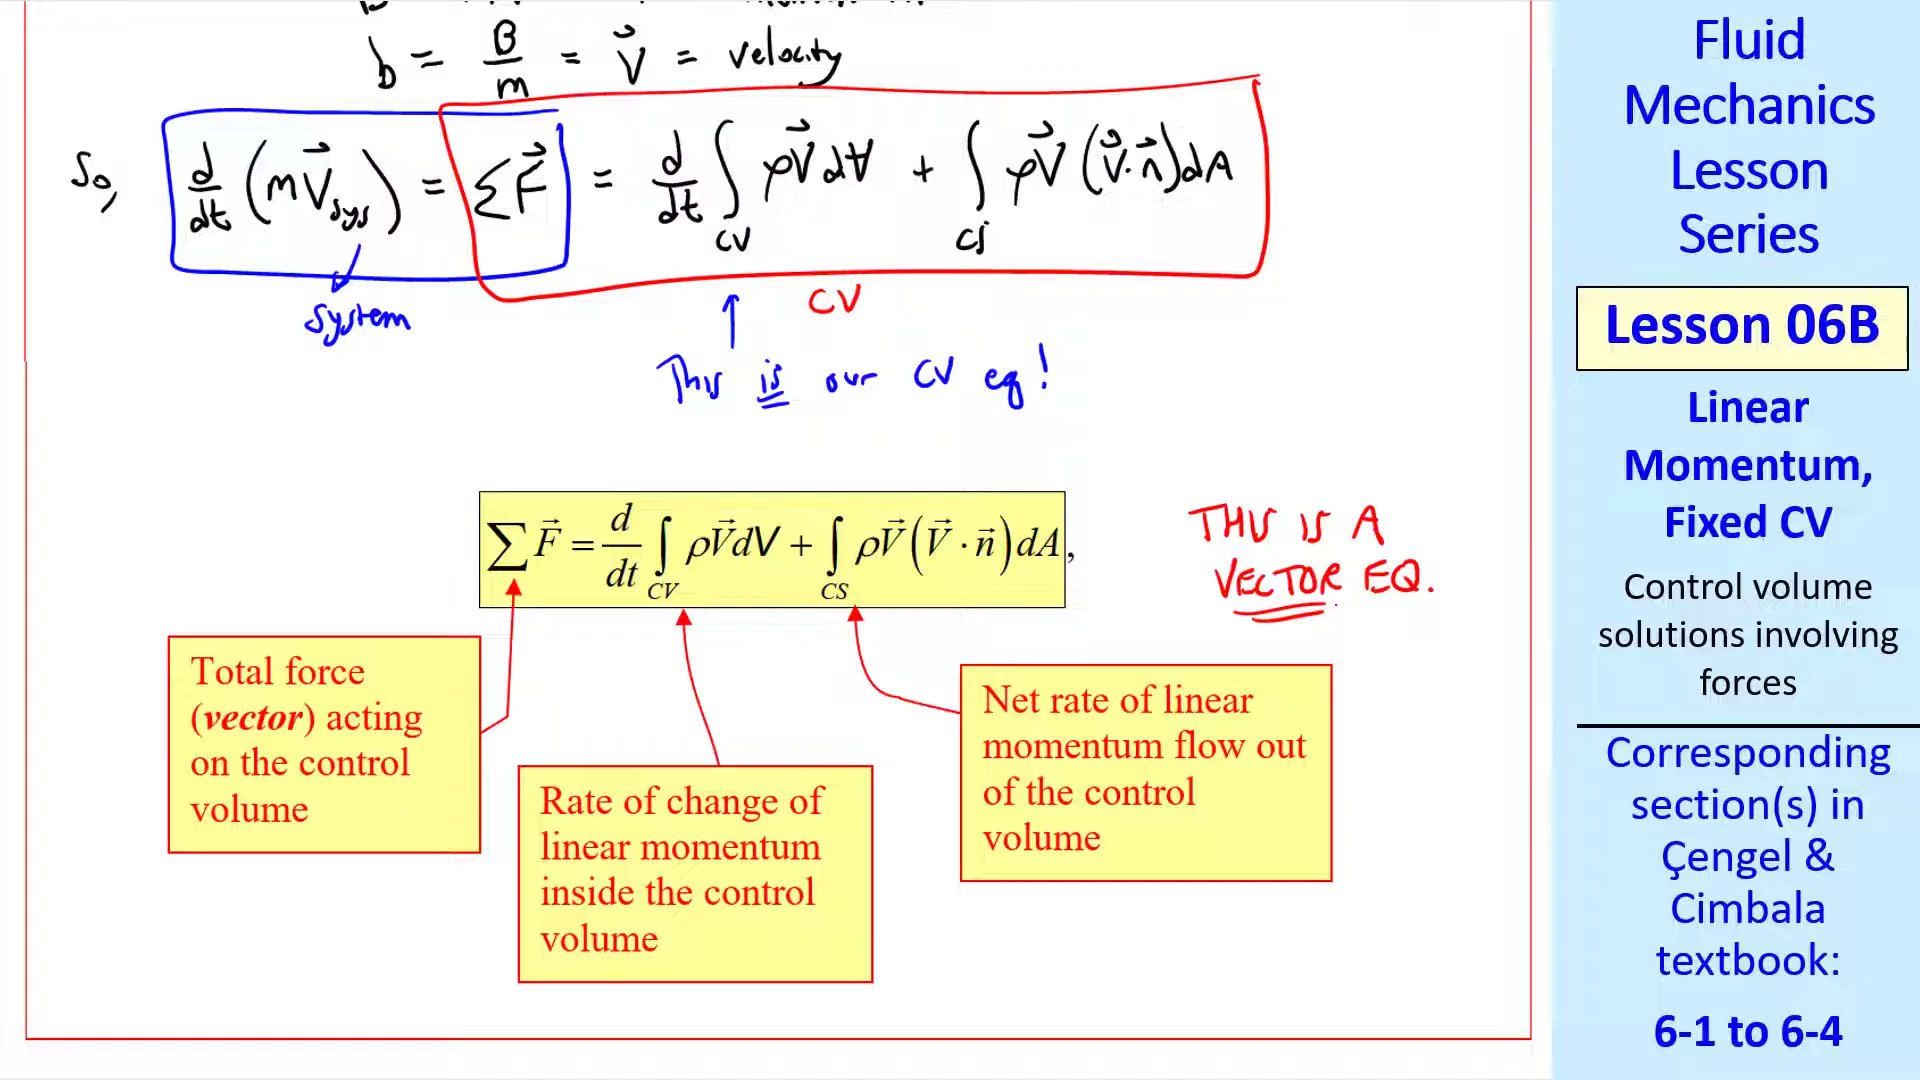 b = B/m = V⃗ = velocity
So, d/dt (mV⃗sys) = ΣF⃗ = d/dt ∫CV ρV⃗dV̶ + ∫CS ρV⃗(V⃗·n⃗)dA
CV
system
This is our CV eq!
∑F⃗ = d/dt ∫CV ρV⃗dV + ∫CS ρV⃗(V⃗·n⃗)dA,
THIS IS A
VECTOR EQ.
Total force
(vector) acting
on the control
volume
Rate of change of
linear momentum
inside the control
volume
Net rate of linear
momentum flow out
of the control
volume
Fluid
Mechanics
Lesson
Series
Lesson 06B
Linear
Momentum,
Fixed CV
Control volume
solutions involving
forces
Corresponding
section(s) in
Çengel &
Cimbala
textbook:
6-1 to 6-4